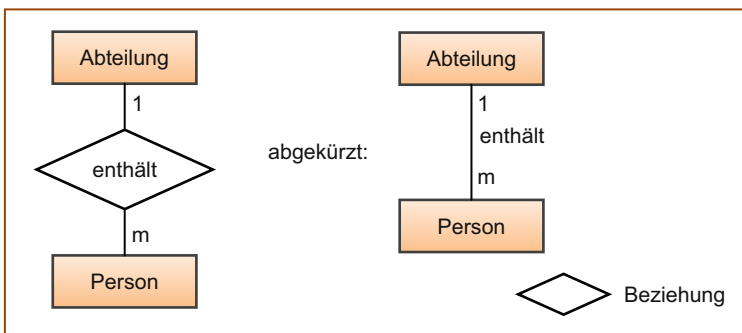 Abteilung
1
enthält
m
Person
abgekürzt:
Abteilung
1
enthält
m
Person
Beziehung